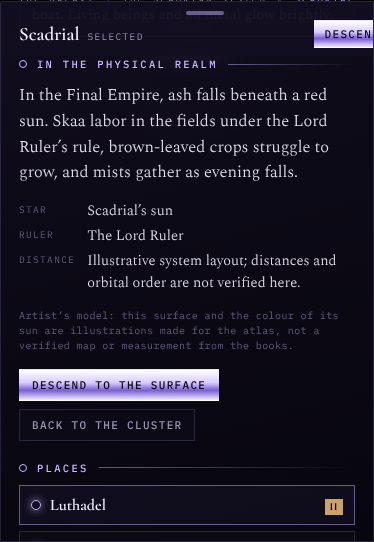 Scadrial SELECTED
DESCEN
IN THE PHYSICAL REALM
In the Final Empire, ash falls beneath a red
sun. Skaa labor in the fields under the Lord
Ruler’s rule, brown-leaved crops struggle to
grow, and mists gather as evening falls.
STAR Scadrial’s sun
RULER The Lord Ruler
DISTANCE Illustrative system layout; distances and
orbital order are not verified here.
Artist’s model: this surface and the colour of its
sun are illustrations made for the atlas, not a
verified map or measurement from the books.
DESCEND TO THE SURFACE
BACK TO THE CLUSTER
PLACES
Luthadel II